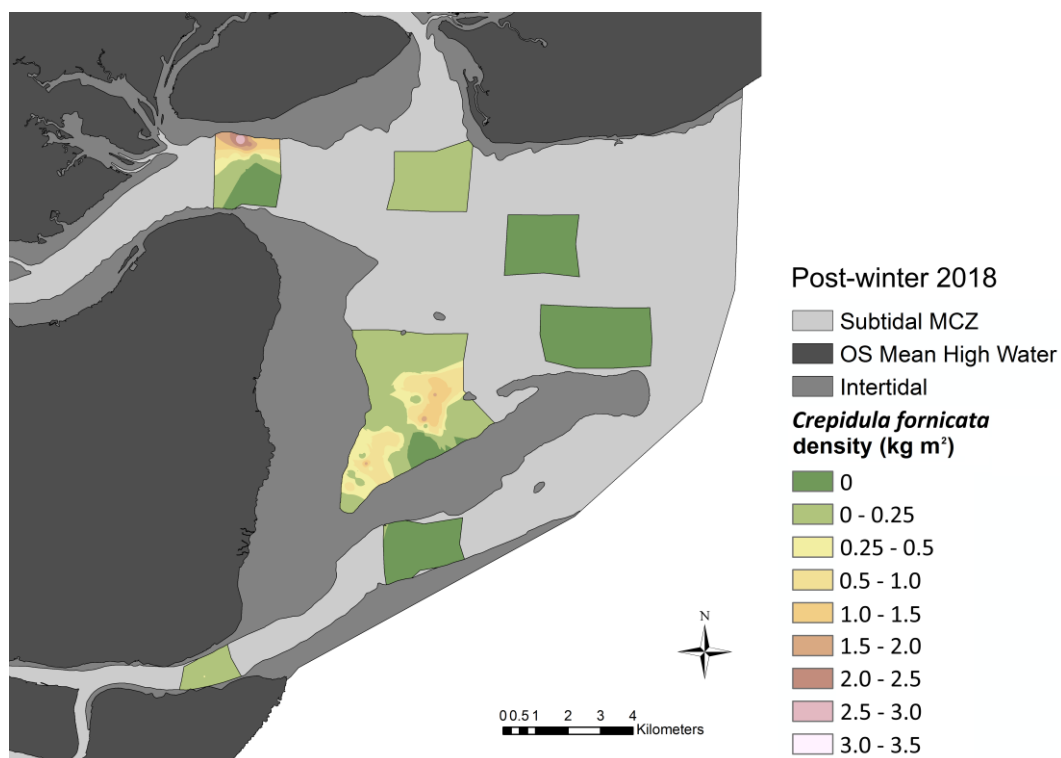 Post-winter 2018
Subtidal MCZ
OS Mean High Water
Intertidal
Crepidula fornicata
density (kg m²)
0
0 - 0.25
0.25 - 0.5
0.5 - 1.0
1.0 - 1.5
1.5 - 2.0
2.0 - 2.5
2.5 - 3.0
3.0 - 3.5
N
0 0.5 1 2 3 4
Kilometers